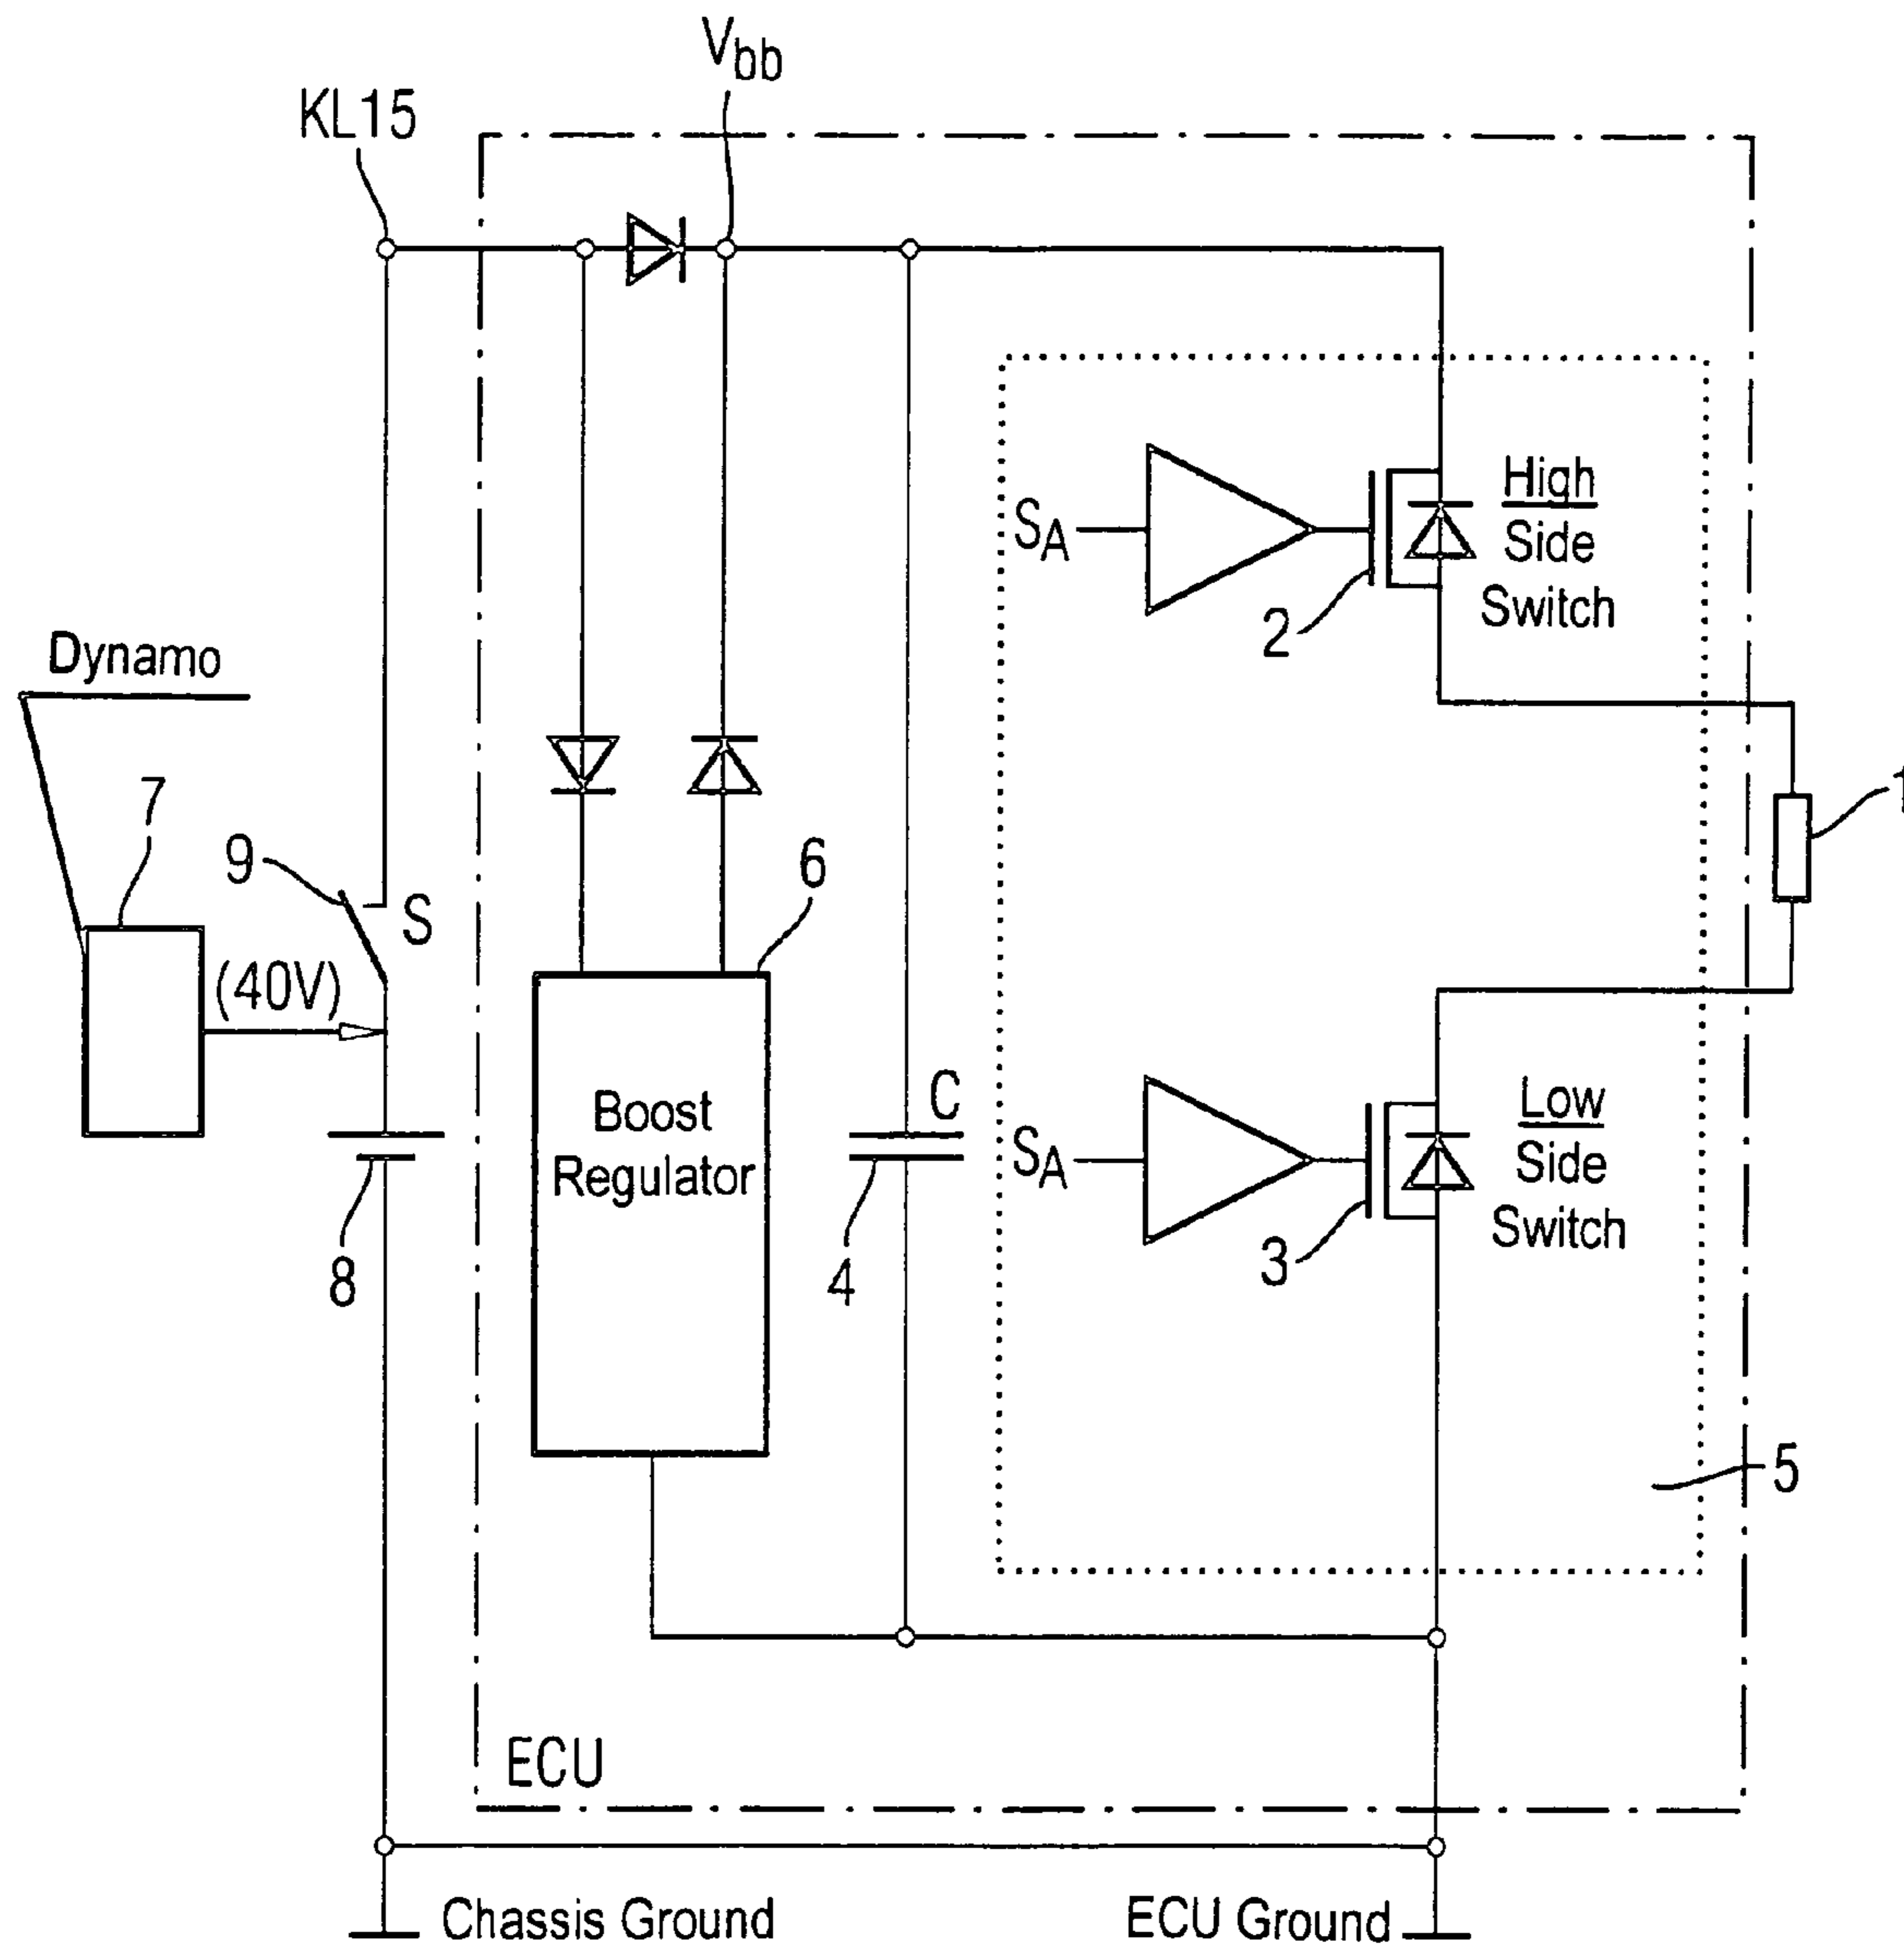 Vbb
KL15
SA
High
Side
Switch
2
Dynamo
7
9
S
6
1
(40V)
Boost
Regulator
C
SA
Low
Side
Switch
3
8
4
5
ECU
Chassis Ground
ECU Ground